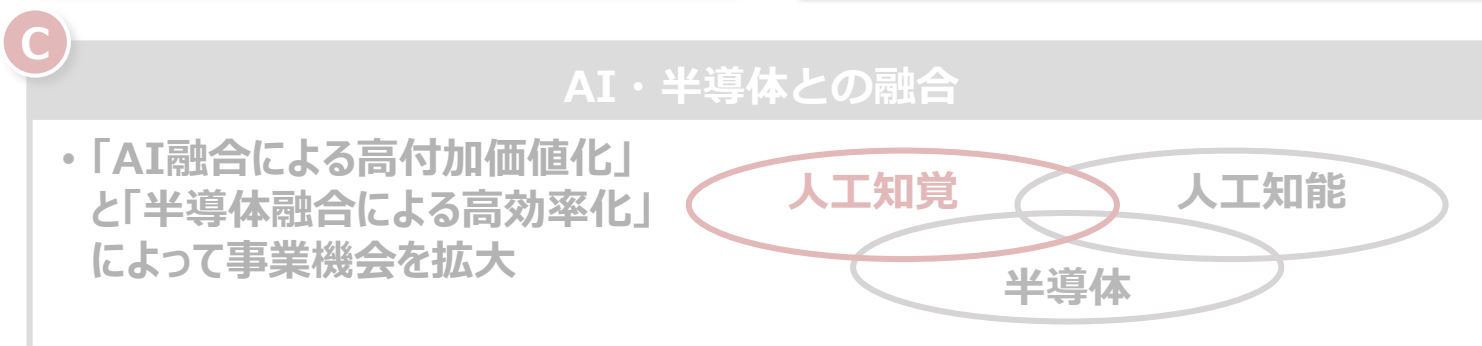 C
AI・半導体との融合
・「AI融合による高付加価値化」
と「半導体融合による高効率化」
によって事業機会を拡大
人工知覚
人工知能
半導体